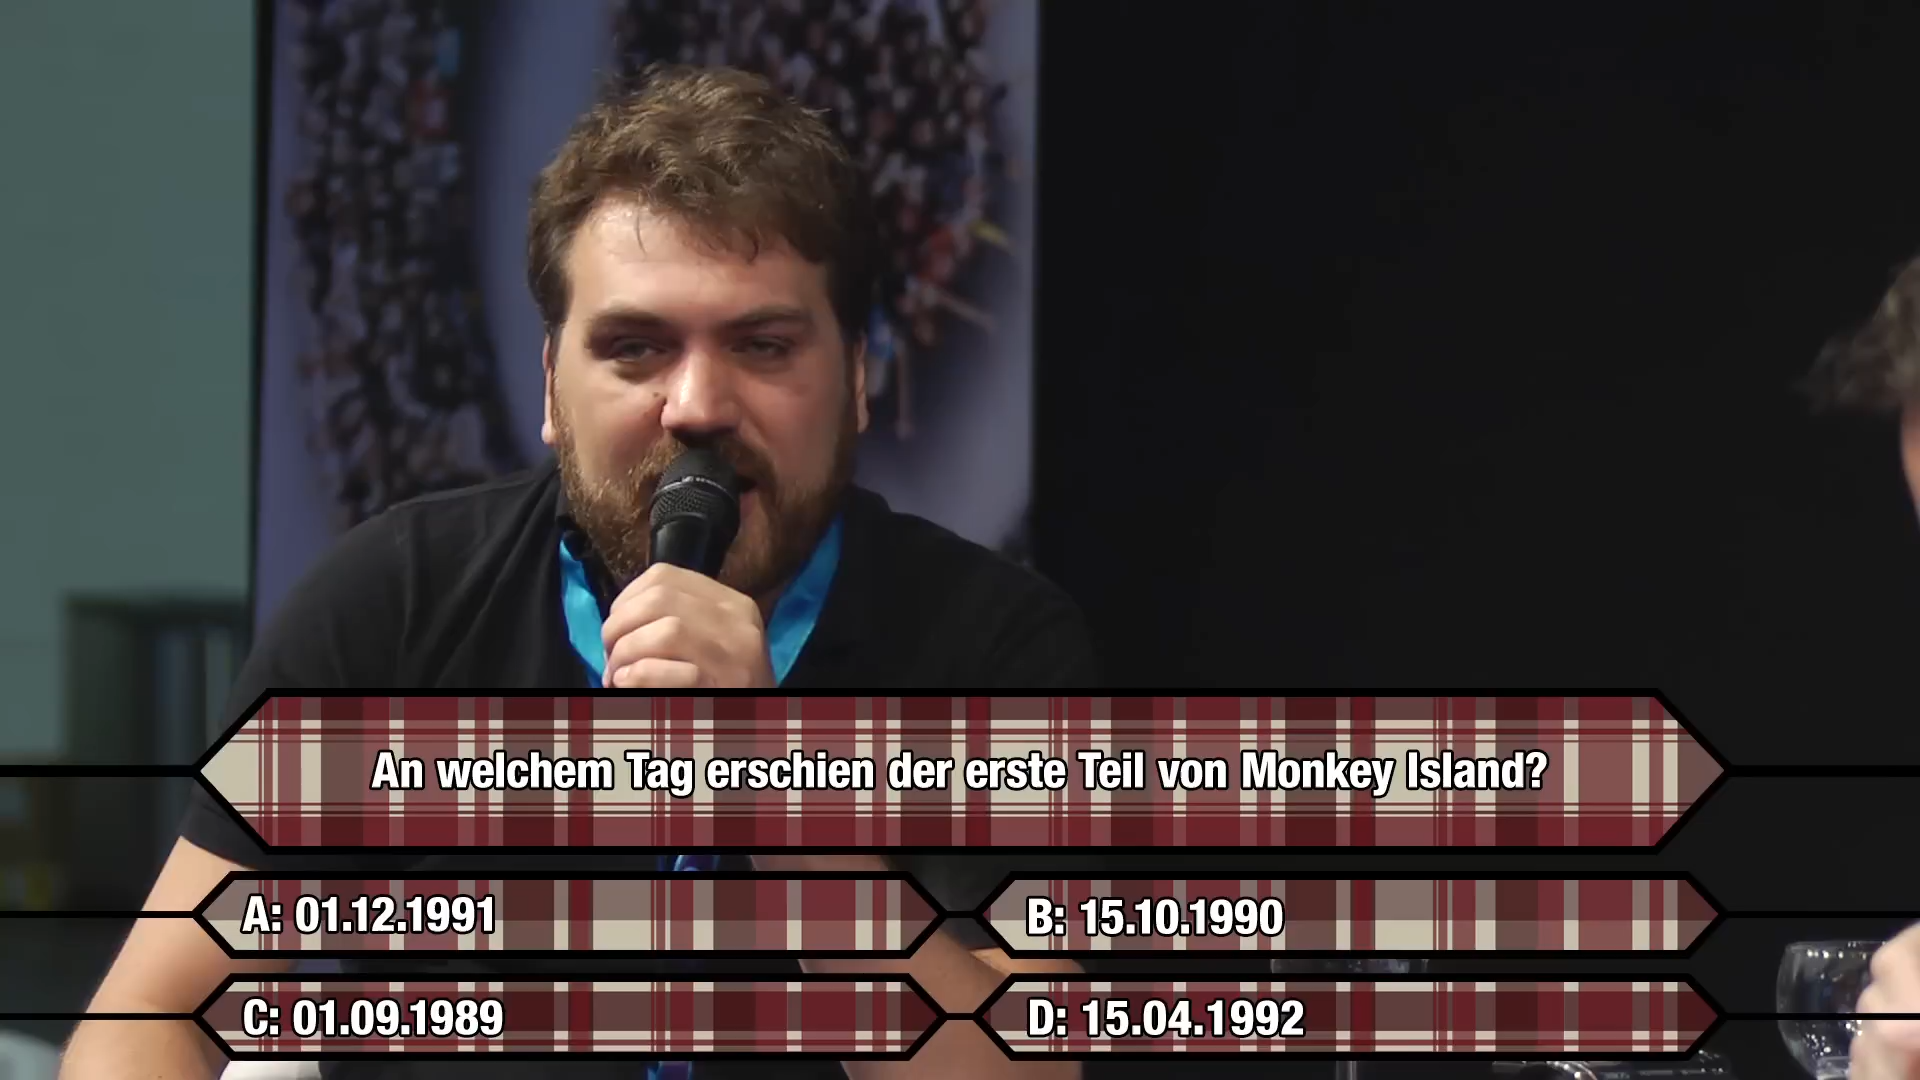 An welchem Tag erschien der erste Teil von Monkey Island?
A: 01.12.1991
B: 15.10.1990
C: 01.09.1989
D: 15.04.1992